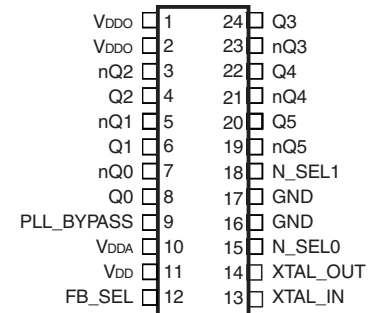 VDDO 1 24 Q3
VDDO 2 23 nQ3
nQ2 3 22 Q4
Q2 4 21 nQ4
nQ1 5 20 Q5
Q1 6 19 nQ5
nQ0 7 18 N_SEL1
Q0 8 17 GND
PLL_BYPASS 9 16 GND
VDDA 10 15 N_SEL0
VDD 11 14 XTAL_OUT
FB_SEL 12 13 XTAL_IN